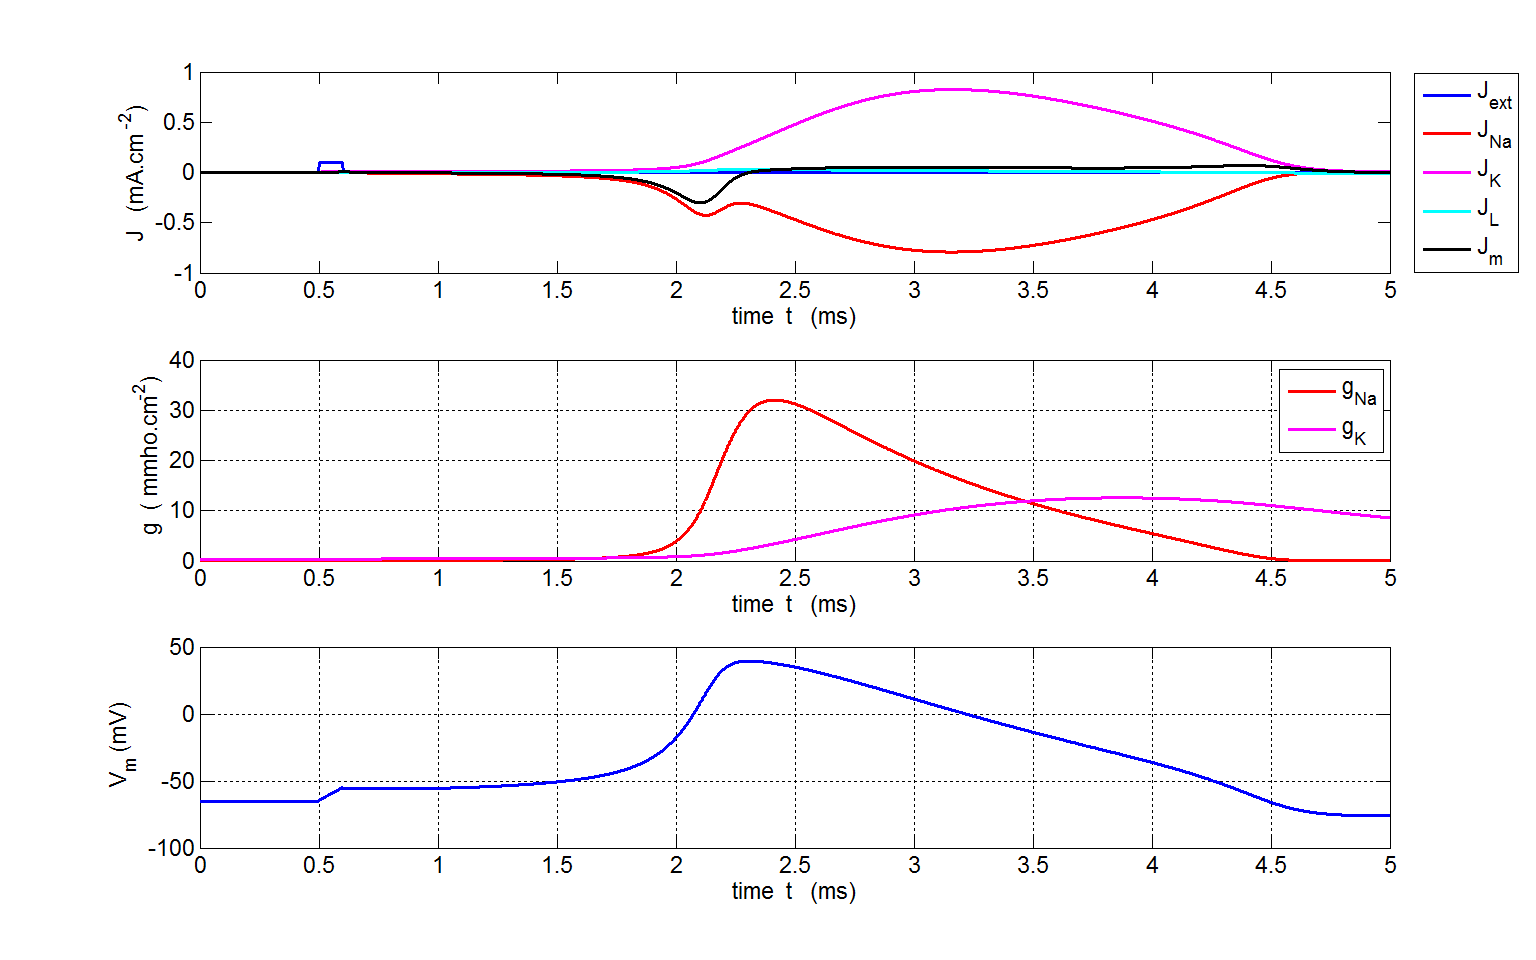 1
0.5
0
-0.5
-1
J (mA.cm-2)
0 0.5 1 1.5 2 2.5 3 3.5 4 4.5 5
time t (ms)
Jext
JNa
JK
JL
Jm
40
30
20
10
0
g ( mmho.cm-2)
0 0.5 1 1.5 2 2.5 3 3.5 4 4.5 5
time t (ms)
gNa
gK
50
0
-50
-100
Vm (mV)
0 0.5 1 1.5 2 2.5 3 3.5 4 4.5 5
time t (ms)